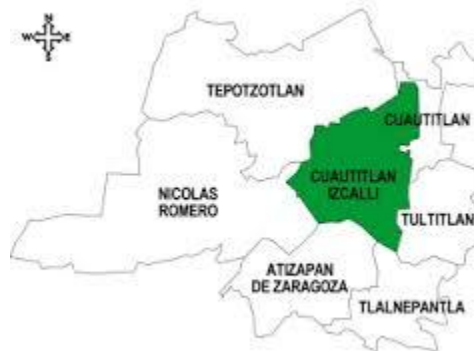 N
W E
S
TEPOTZOTLAN
CUAUTITLAN
CUAUTITLAN
IZCALLI
NICOLAS
ROMERO
TULTITLAN
ATIZAPAN
DE ZARAGOZA
TLALNEPANTLA